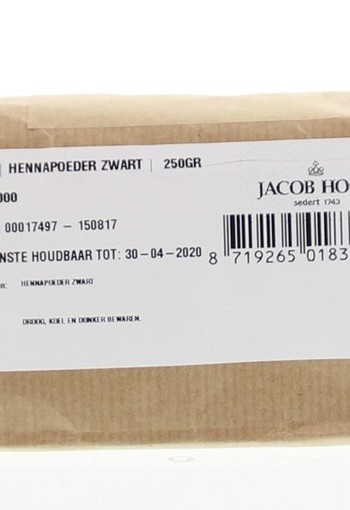 HENNAPOEDER ZWART | 250GR
000
00017497 - 150817
NSTE HOUDBAAR TOT: 30-04-2020
HENNAPOEDER ZWART
DROOG, KOEL EN DONKER BEWAREN.
JACOB HO
sedert 1743
8 719265 0183